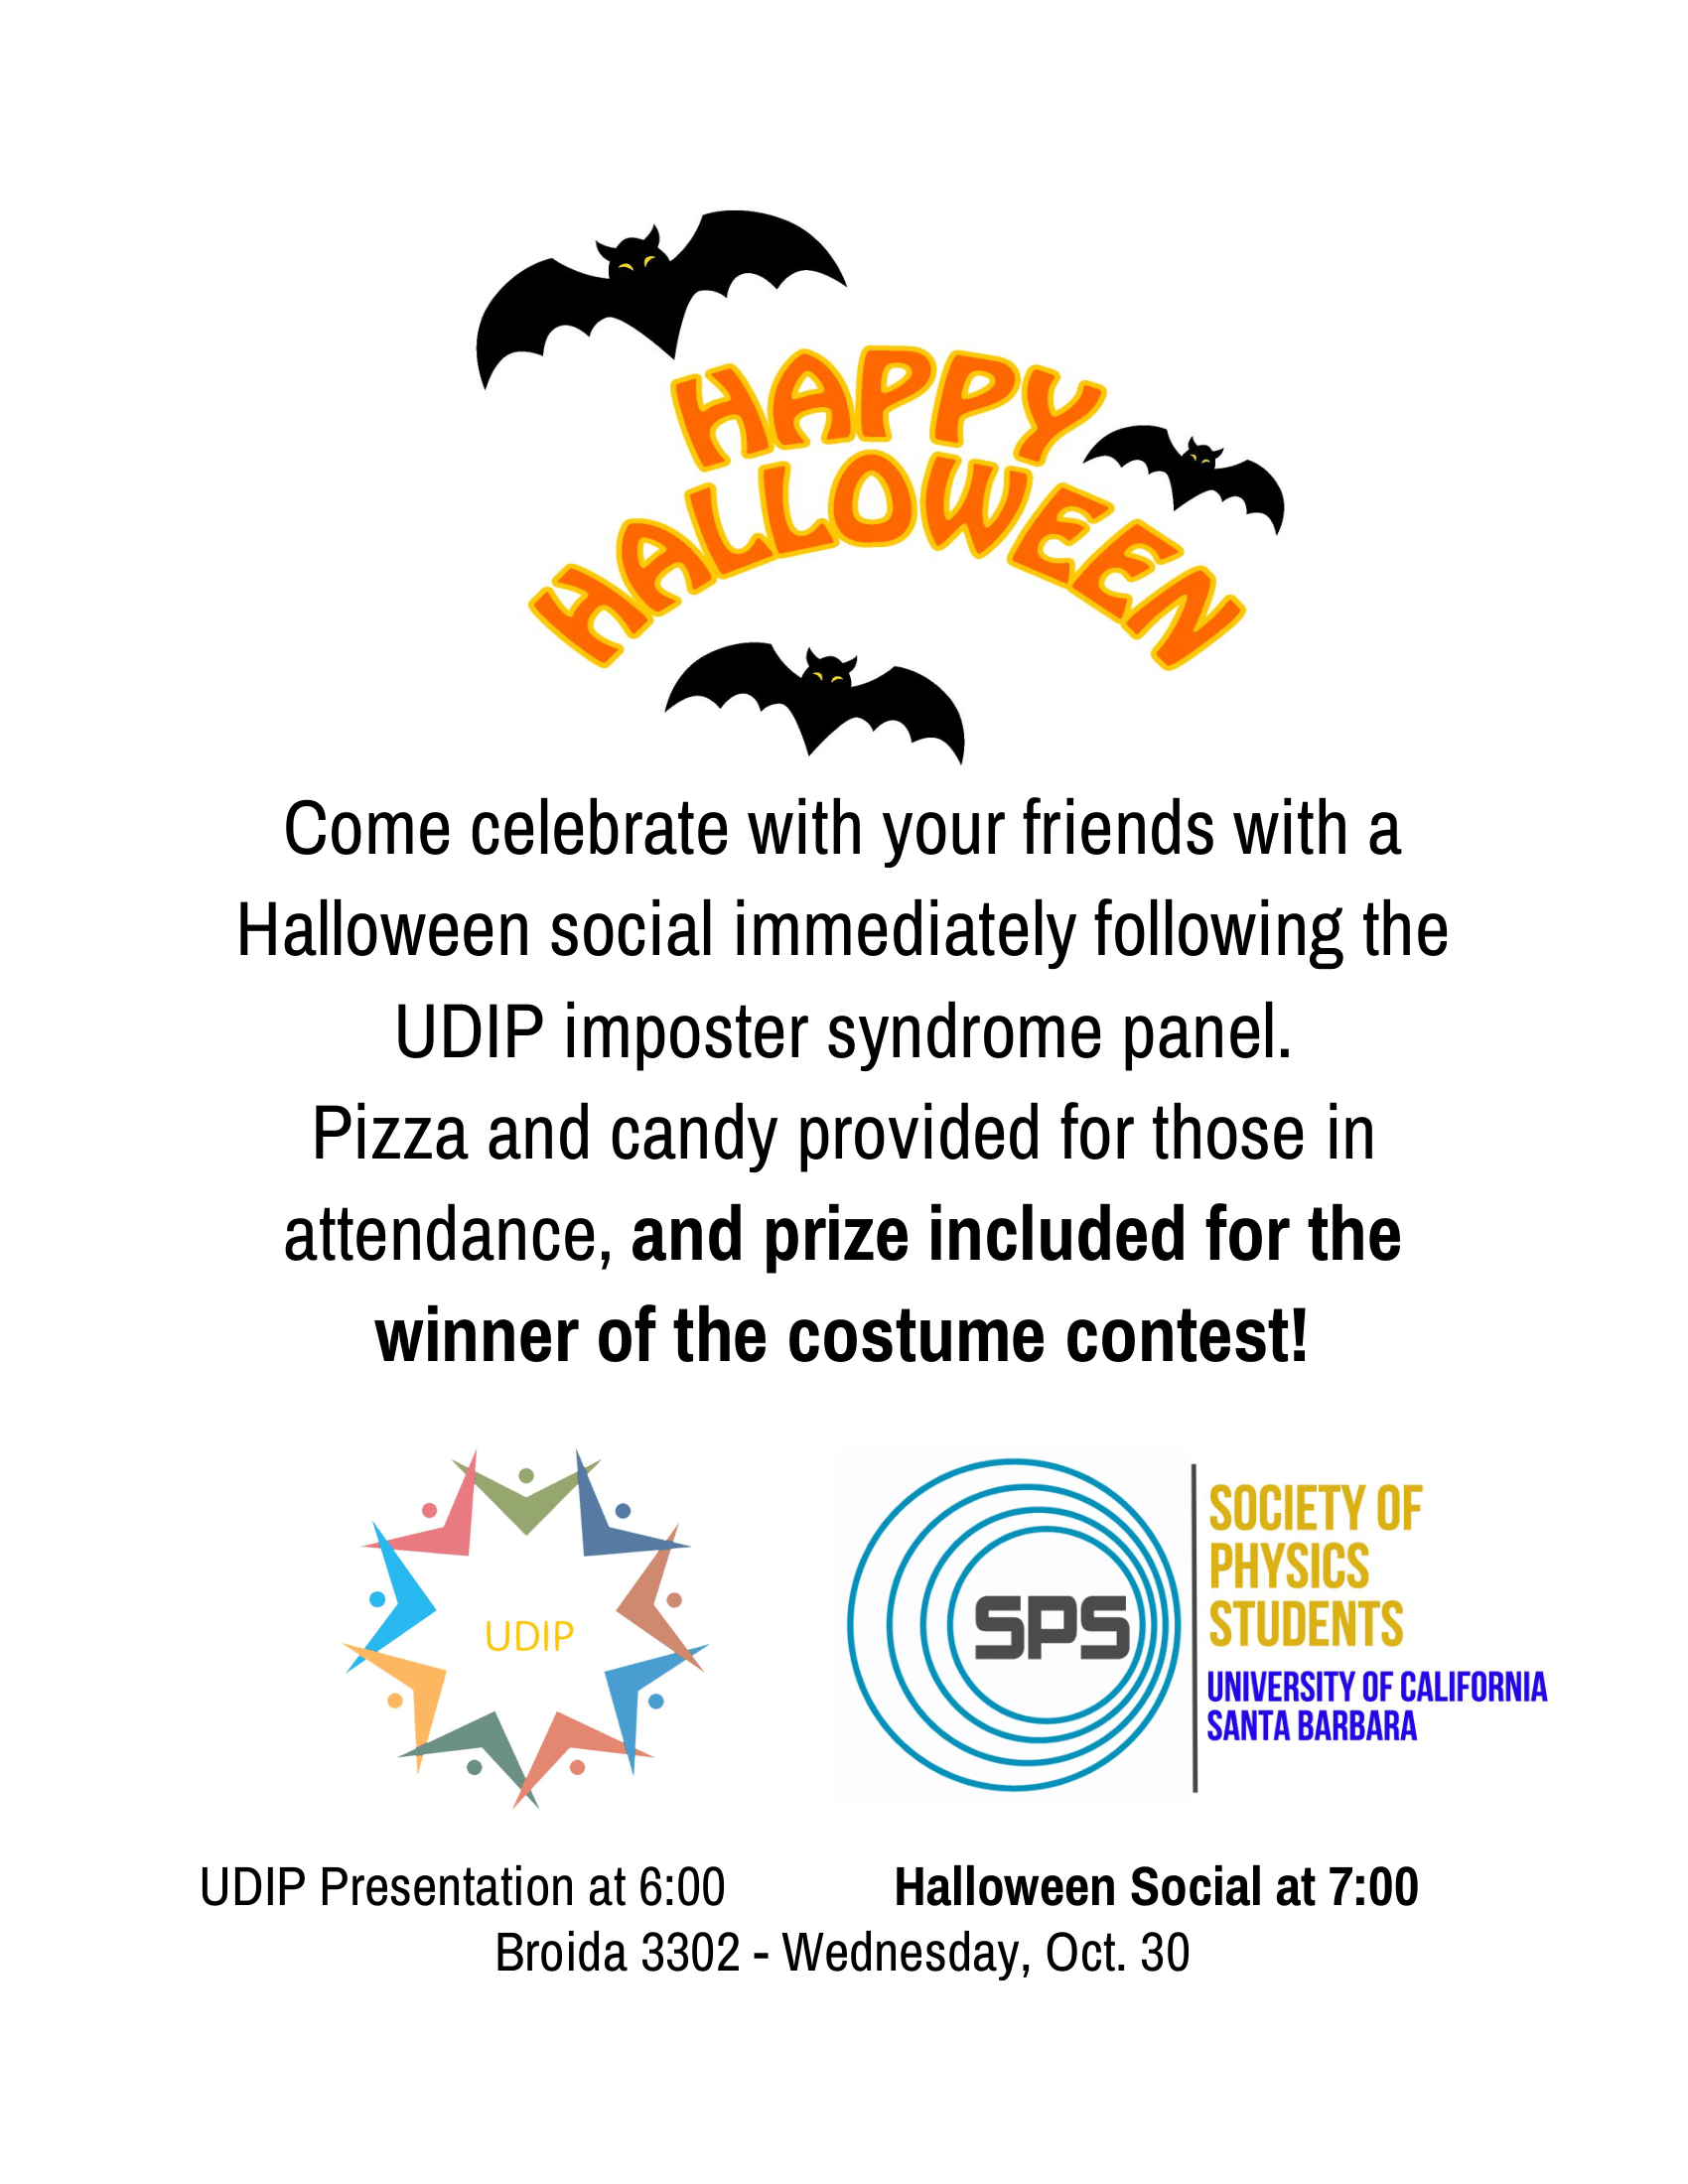 HAPPY
HALLOWEEN
Come celebrate with your friends with a
Halloween social immediately following the
UDIP imposter syndrome panel.
Pizza and candy provided for those in
attendance, and prize included for the
winner of the costume contest!
UDIP
SPS
SOCIETY OF
PHYSICS
STUDENTS
UNIVERSITY OF CALIFORNIA
SANTA BARBARA
UDIP Presentation at 6:00
Halloween Social at 7:00
Broida 3302 - Wednesday, Oct. 30